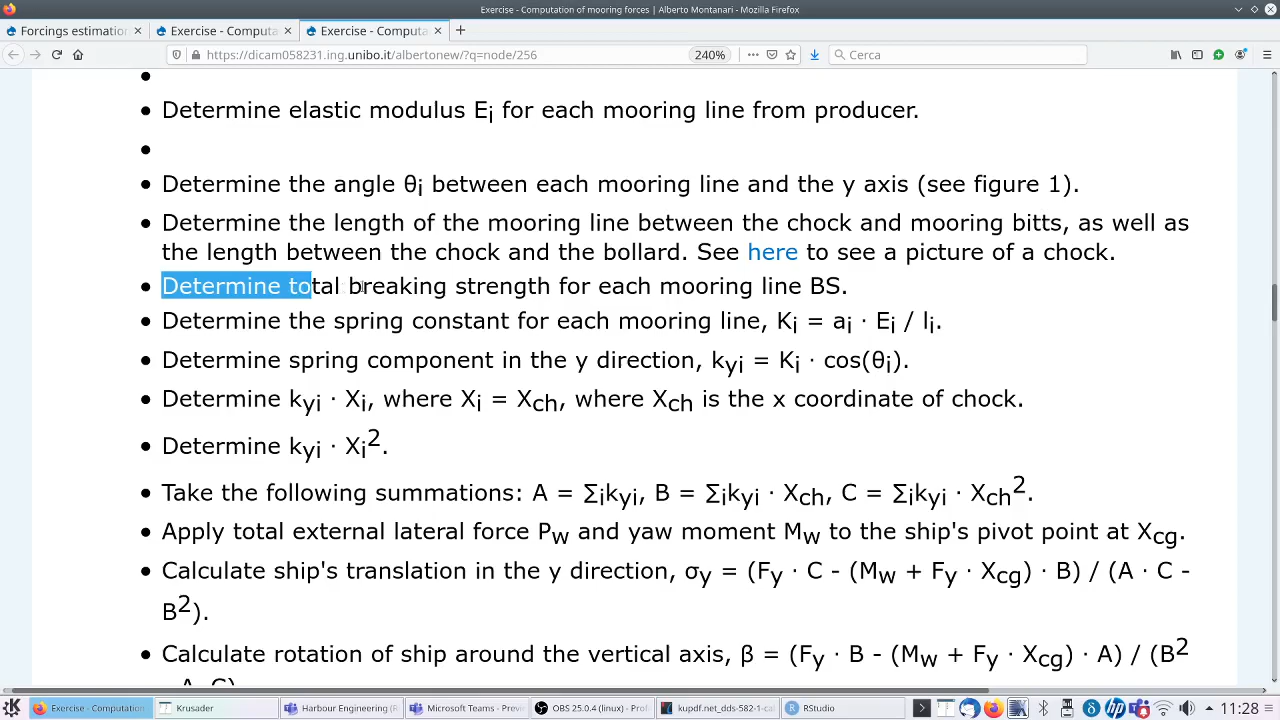 Exercise - Computation of mooring forces | Alberto Montanari - Mozilla Firefox
Forcings estimation
Exercise - Computa
Exercise - Computa
https://dicam058231.ing.unibo.it/albertonew/?q=node/256
240%
Cerca
Determine elastic modulus Ei for each mooring line from producer.
Determine the angle θi between each mooring line and the y axis (see figure 1).
Determine the length of the mooring line between the chock and mooring bitts, as well as
the length between the chock and the bollard. See here to see a picture of a chock.
Determine total breaking strength for each mooring line BS.
Determine the spring constant for each mooring line, Ki = ai · Ei / li.
Determine spring component in the y direction, kyi = Ki · cos(θi).
Determine kyi · Xi, where Xi = Xch, where Xch is the x coordinate of chock.
Determine kyi · Xi2.
Take the following summations: A = ∑ikyi, B = ∑ikyi · Xch, C = ∑ikyi · Xch2.
Apply total external lateral force Pw and yaw moment Mw to the ship's pivot point at Xcg.
Calculate ship's translation in the y direction, σy = (Fy · C - (Mw + Fy · Xcg) · B) / (A · C -
B2).
Calculate rotation of ship around the vertical axis, β = (Fy · B - (Mw + Fy · Xcg) · A) / (B2
Exercise - Computation
Krusader
Harbour Engineering (
Microsoft Teams - Previ
OBS 25.0.4 (linux) - Prof
RStudio
11:28